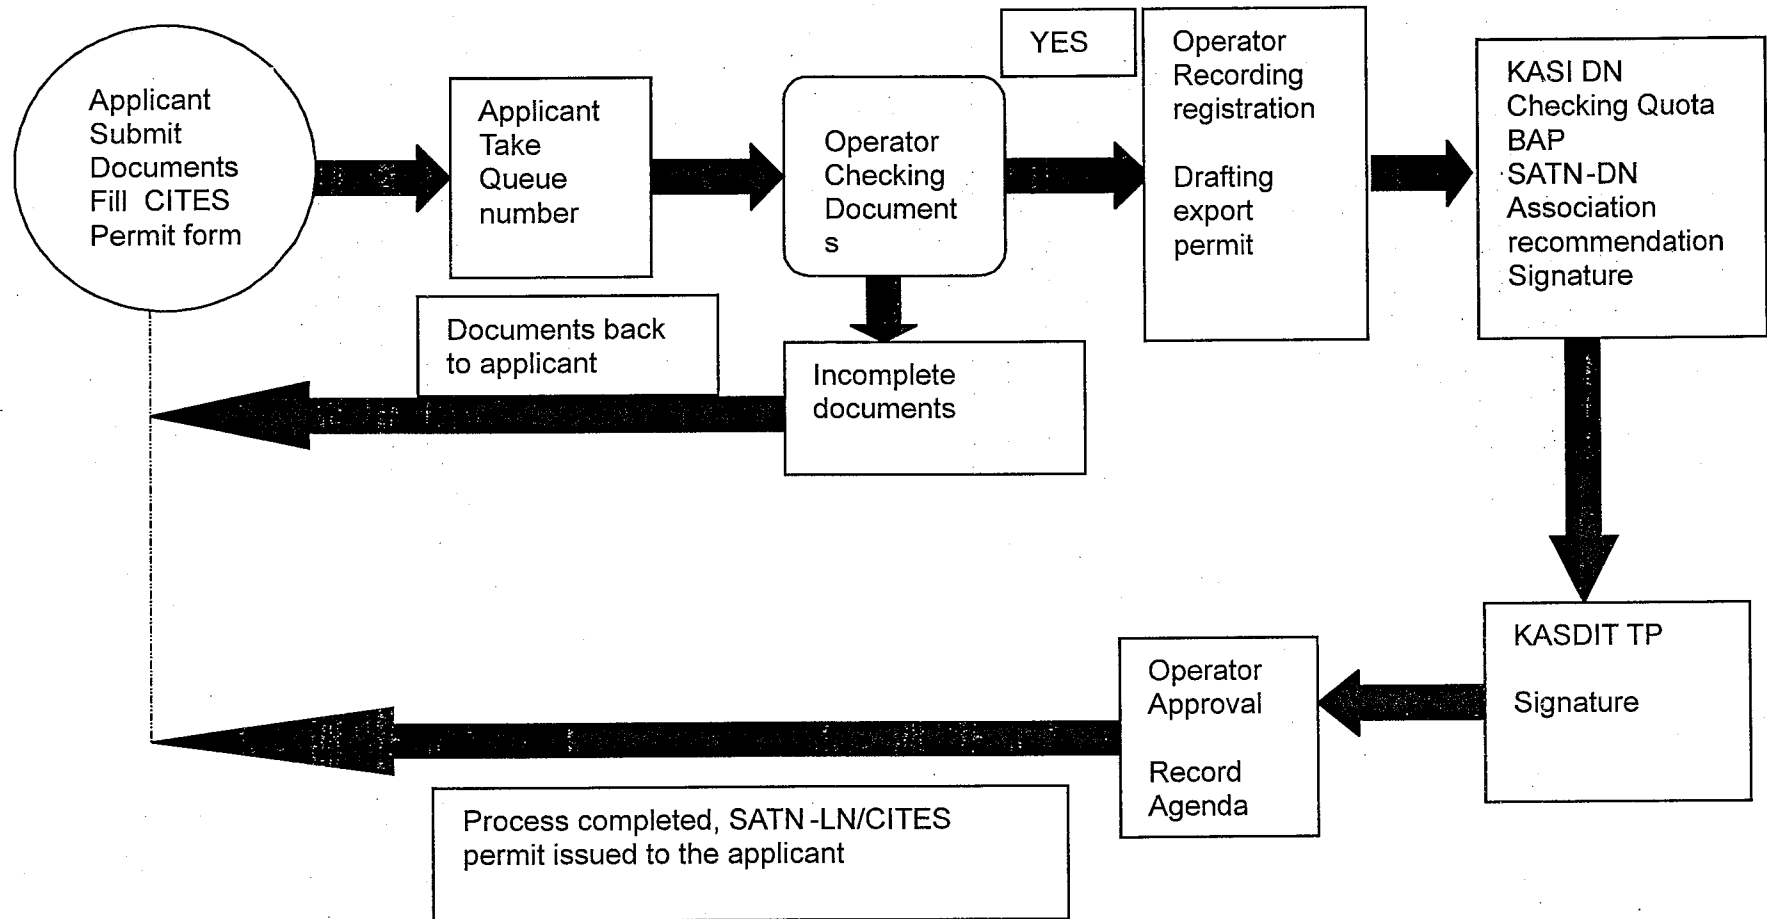 Applicant
Submit
Documents
Fill CITES
Permit form
Applicant
Take
Queue
number
Operator
Checking
Document
s
YES
Operator
Recording
registration
Drafting
export
permit
KASI DN
Checking Quota
BAP
SATN-DN
Association
recommendation
Signature
Documents back
to applicant
Incomplete
documents
KASDIT TP
Signature
Operator
Approval
Record
Agenda
Process completed, SATN-LN/CITES
permit issued to the applicant